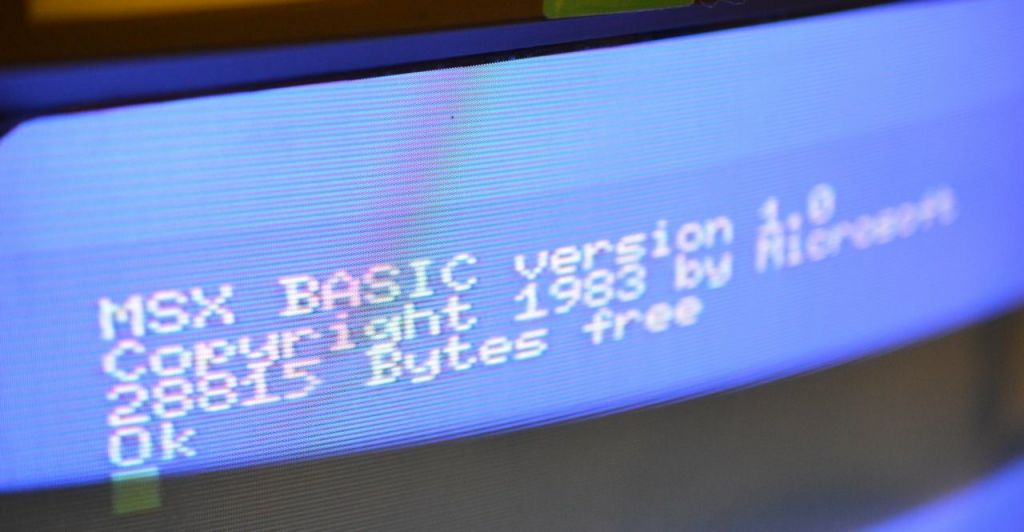 MSX BASIC version 1.0
Copyright 1983 by Microsoft
28815 Bytes free
Ok